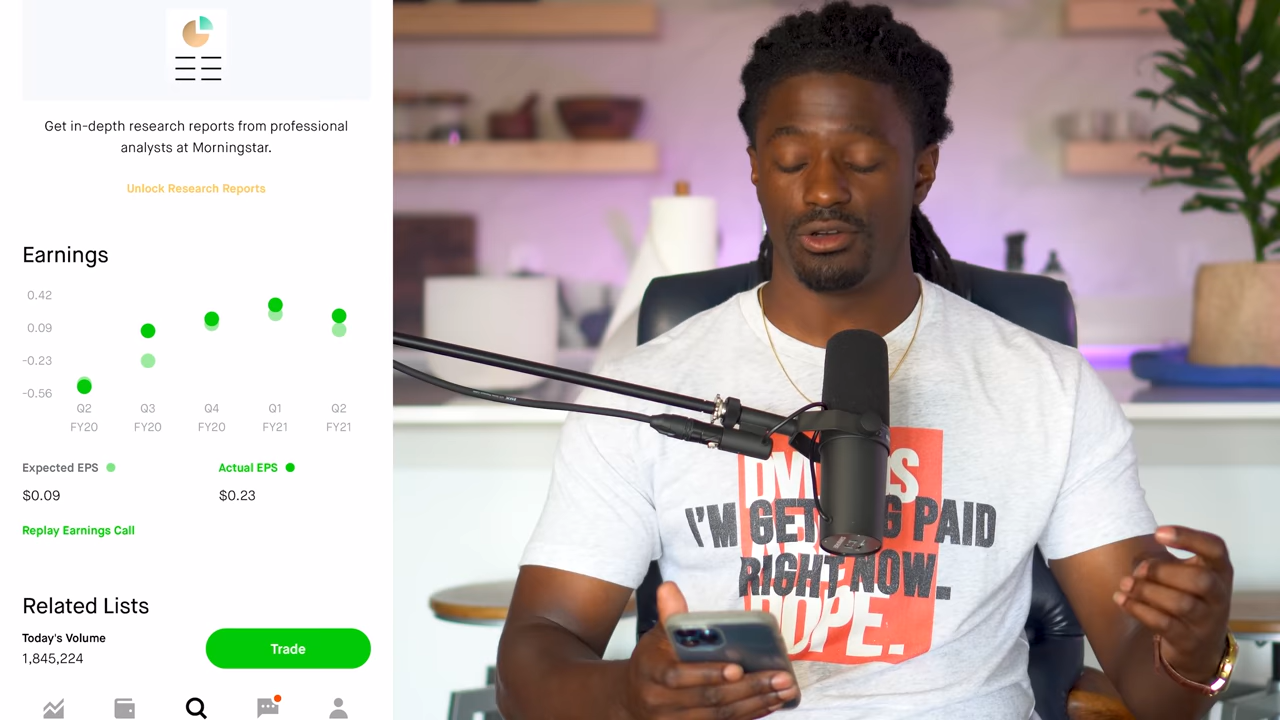 Get in-depth research reports from professional
analysts at Morningstar.
Unlock Research Reports
Earnings
0.42
0.09
-0.23
-0.56
Q2 Q3 Q4 Q1 Q2
FY20 FY20 FY20 FY21 FY21
Expected EPS Actual EPS
$0.09 $0.23
Replay Earnings Call
Related Lists
Today's Volume
1,845,224
Trade
I'M GET G PAID
RIGHT NOW.
DOPE.